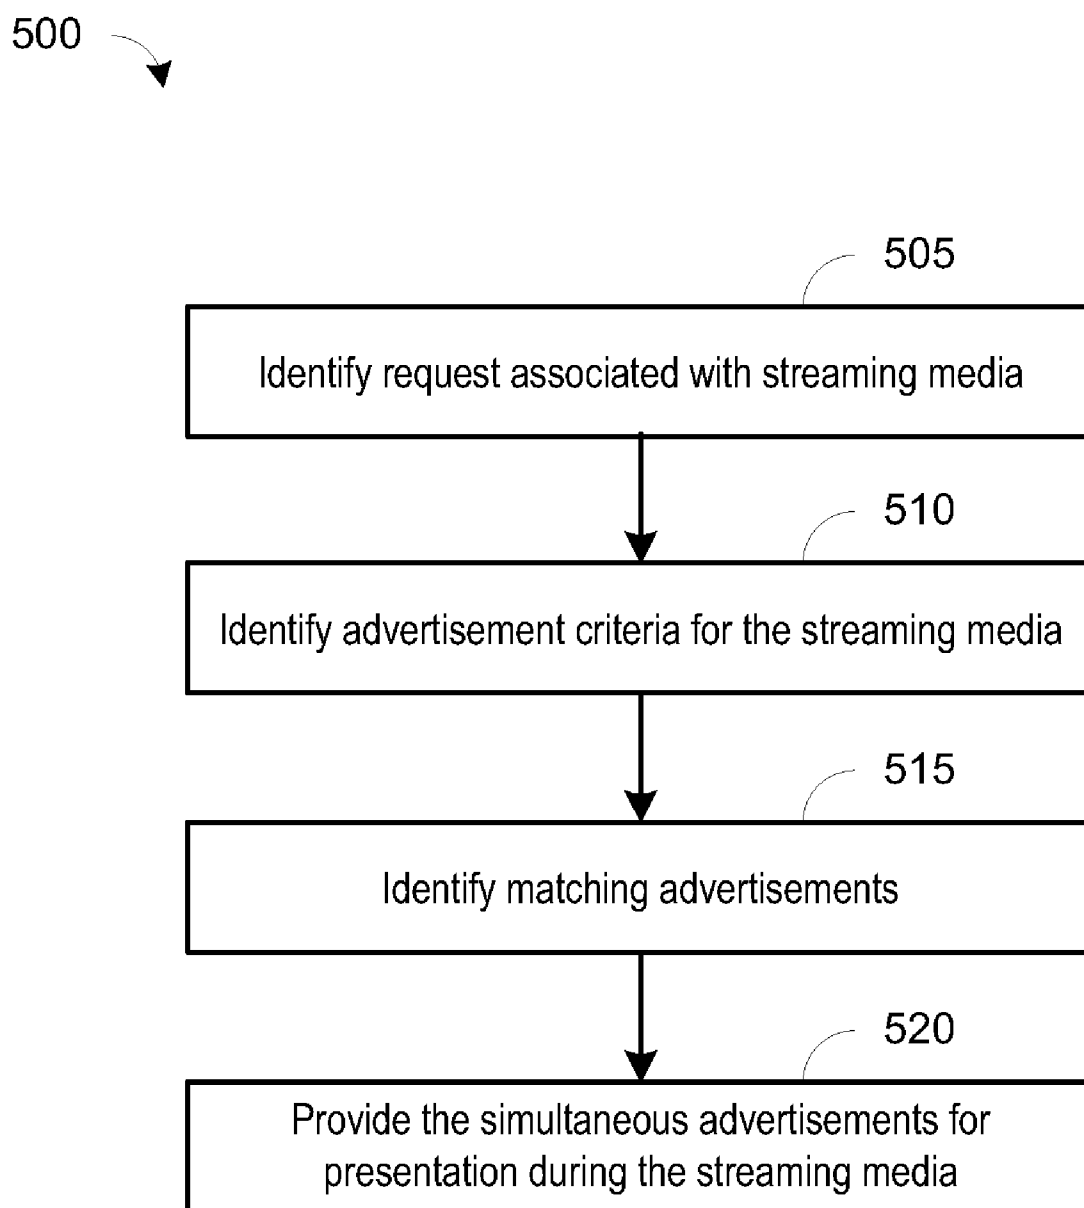 500
505
Identify request associated with streaming media
510
Identify advertisement criteria for the streaming media
515
Identify matching advertisements
520
Provide the simultaneous advertisements for
presentation during the streaming media